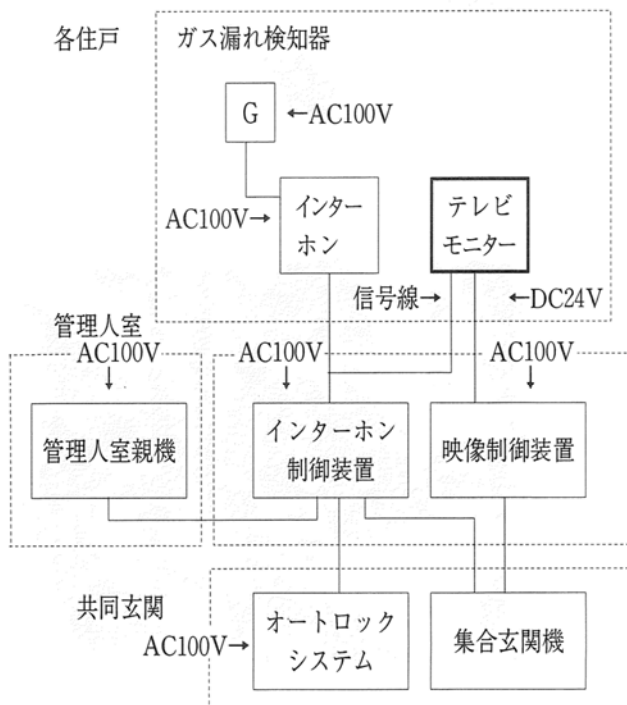 各住戸
ガス漏れ検知器
G
←AC100V
AC100V→
インター
ホン
テレビ
モニター
信号線→
←DC24V
管理人室
AC100V
↓
AC100V
↓
AC100V
↓
管理人室親機
インターホン
制御装置
映像制御装置
共同玄関
AC100V→
オートロック
システム
集合玄関機